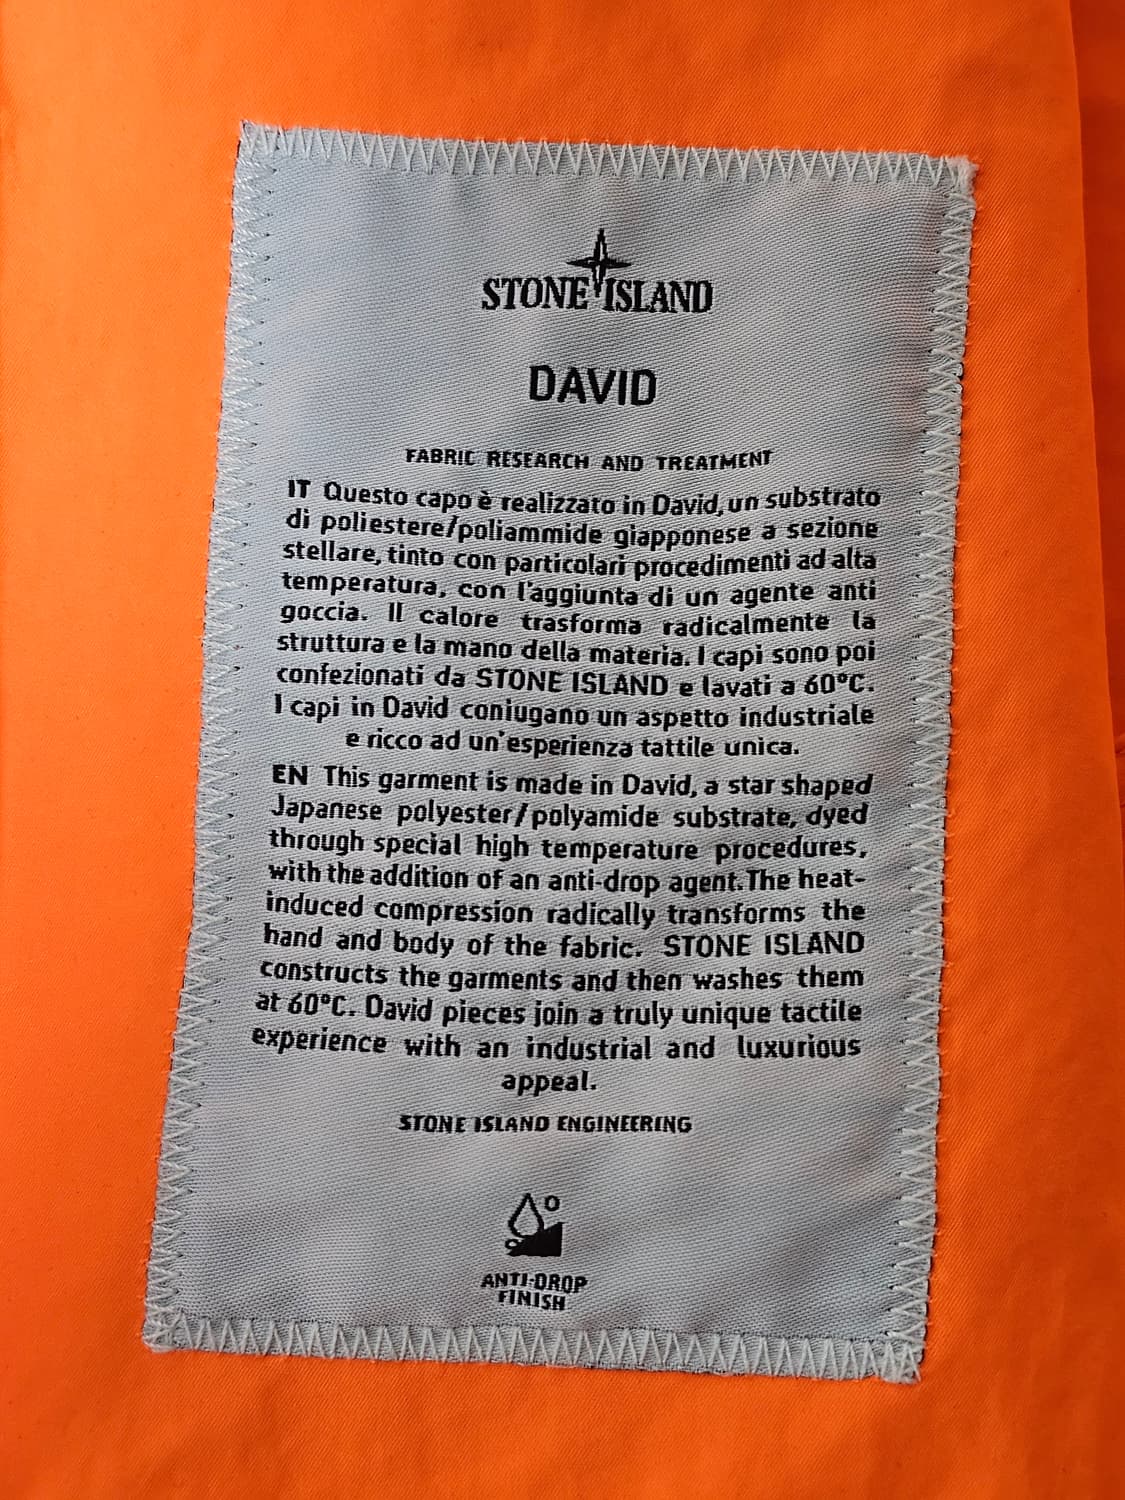 STONE ISLAND
DAVID
FABRIC RESEARCH AND TREATMENT
IT Questo capo è realizzato in David, un substrato
di poliestere/poliammide giapponese a sezione
stellare, tinto con particolari procedimenti ad alta
temperatura, con l'aggiunta di un agente anti
goccia. Il calore trasforma radicalmente la
struttura e la mano della materia. I capi sono poi
confezionati da STONE ISLAND e lavati a 60°C.
I capi in David coniugano un aspetto industriale
e ricco ad un'esperienza tattile unica.
EN This garment is made in David, a star shaped
Japanese polyester/polyamide substrate, dyed
through special high temperature procedures,
with the addition of an anti-drop agent. The heat-
induced compression radically transforms the
hand and body of the fabric. STONE ISLAND
constructs the garments and then washes them
at 60°C. David pieces join a truly unique tactile
experience with an industrial and luxurious
appeal.
STONE ISLAND ENGINEERING
ANTI-DROP
FINISH